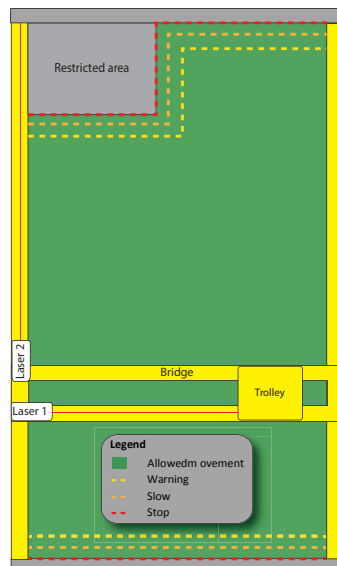 Restricted area
Laser 2
Bridge
Trolley
Laser 1
Legend
Allowedm ovement
Warning
Slow
Stop